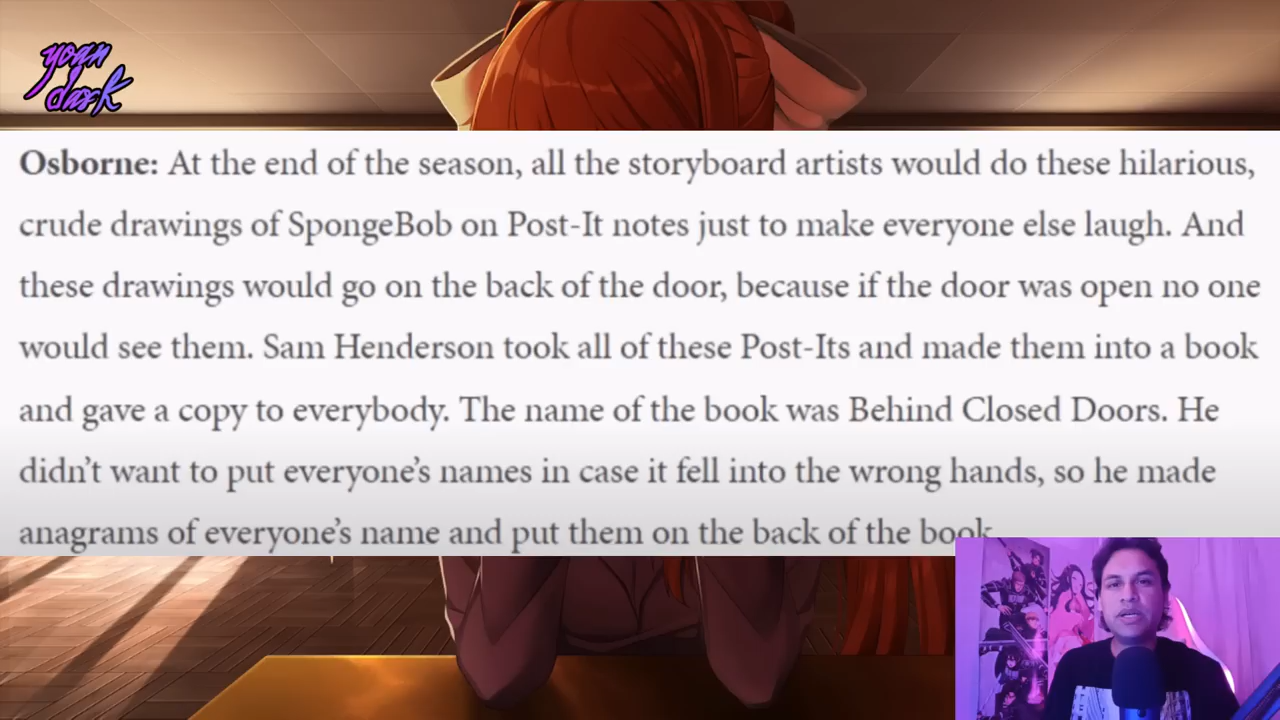 yoan
dark
Osborne: At the end of the season, all the storyboard artists would do these hilarious,
crude drawings of SpongeBob on Post-It notes just to make everyone else laugh. And
these drawings would go on the back of the door, because if the door was open no one
would see them. Sam Henderson took all of these Post-Its and made them into a book
and gave a copy to everybody. The name of the book was Behind Closed Doors. He
didn’t want to put everyone’s names in case it fell into the wrong hands, so he made
anagrams of everyone’s name and put them on the back of the book